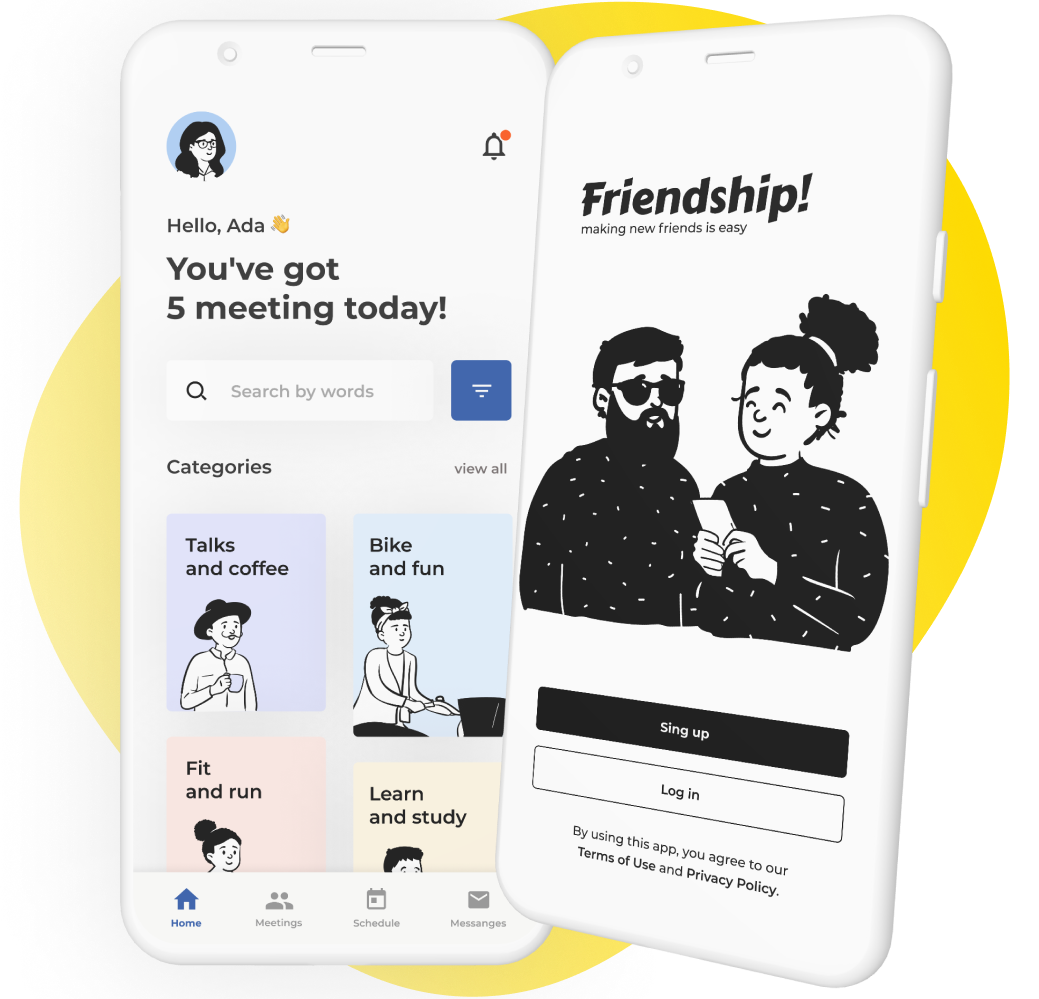 Hello, Ada 👋
You've got
5 meeting today!
Search by words
Categories
view all
Talks
and coffee
Bike
and fun
Fit
and run
Learn
and study
Home
Meetings
Schedule
Messanges
Friendship!
making new friends is easy
Sing up
Log in
By using this app, you agree to our
Terms of Use and Privacy Policy.